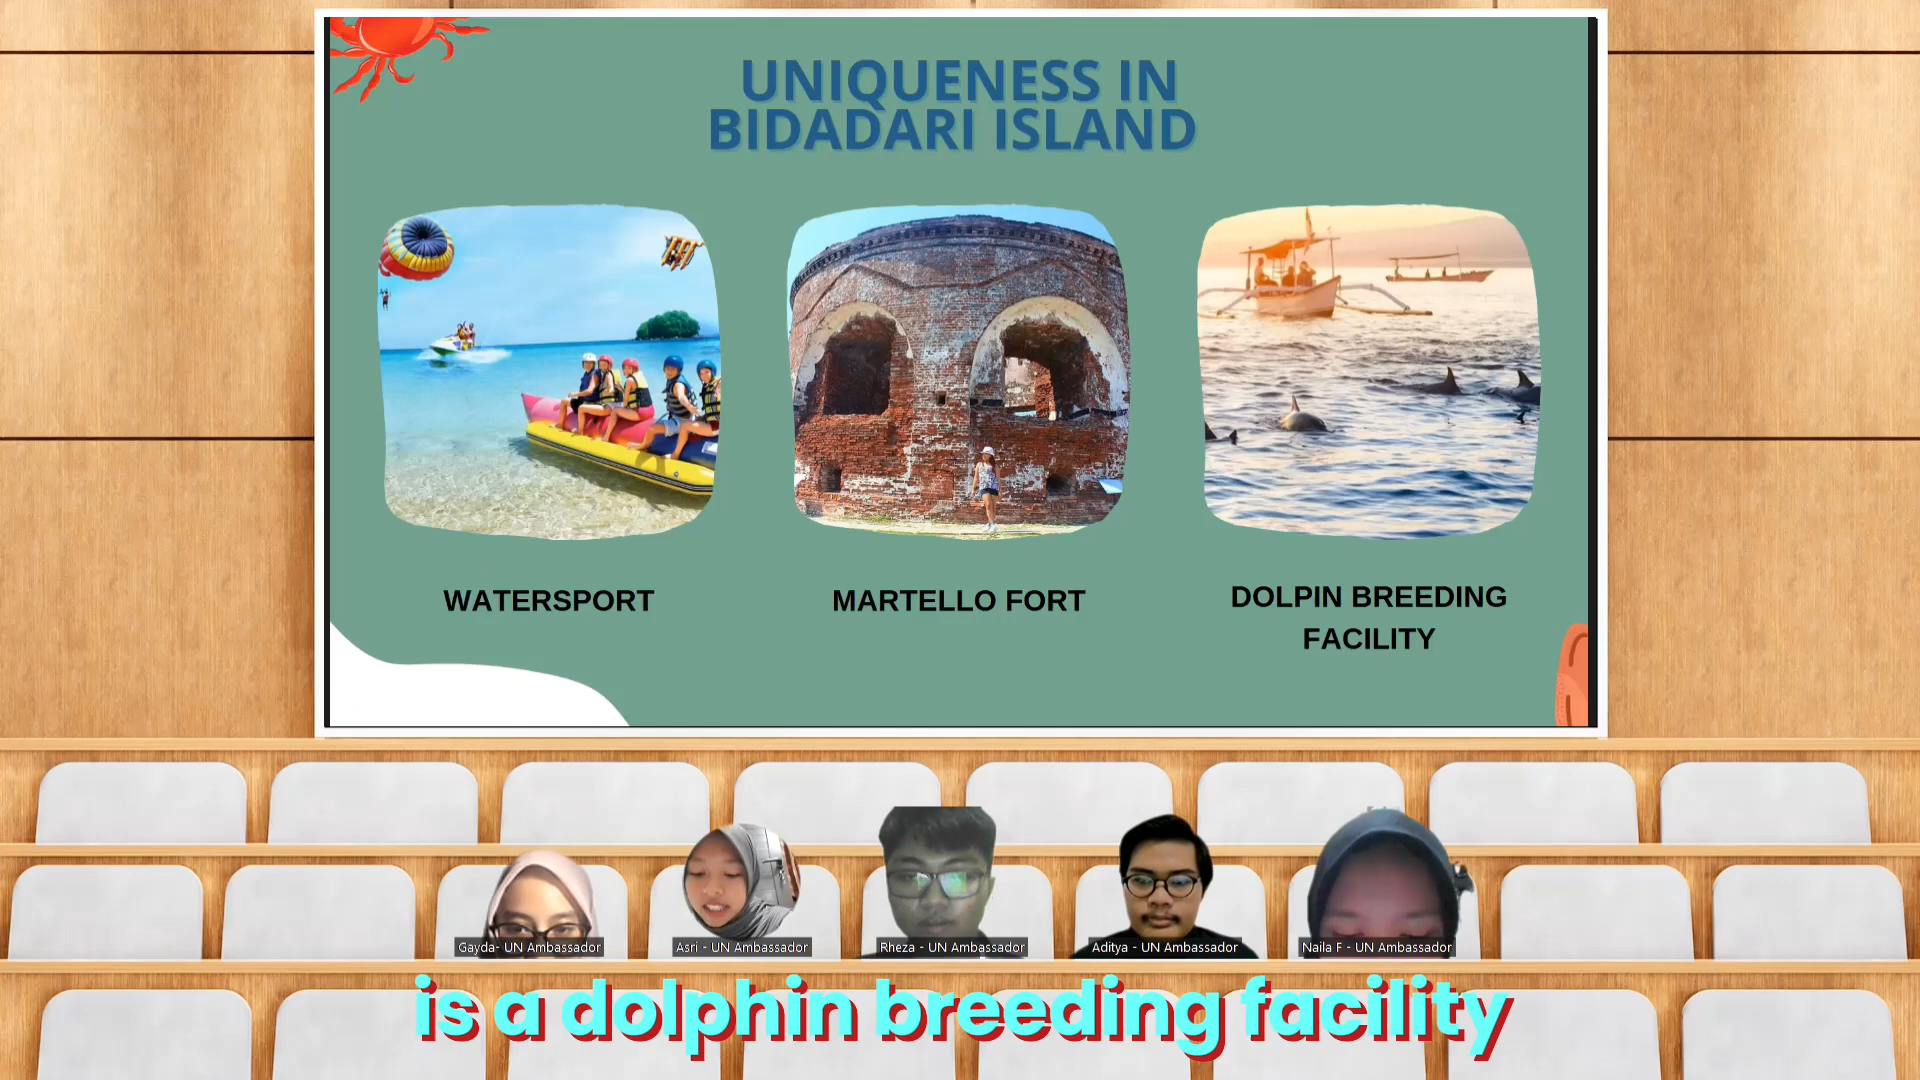 UNIQUENESS IN
BIDADARI ISLAND
WATERSPORT
MARTELLO FORT
DOLPIN BREEDING
FACILITY
Gayda- UN Ambassador
Asri - UN Ambassador
Rheza - UN Ambassador
Aditya - UN Ambassador
Naila F - UN Ambassador
is a dolphin breeding facility